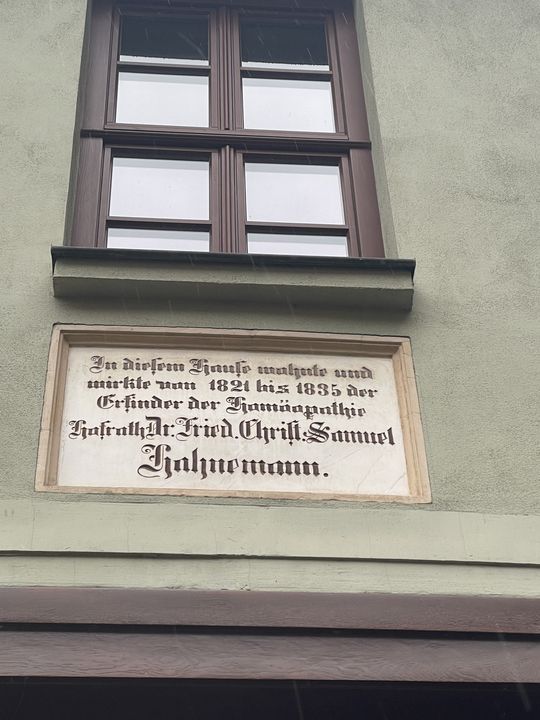 In diesem Hause wohnte und
wirkte von 1821 bis 1835 der
Erfinder der Homöopathie
Hofrath Dr. Fried. Christ. Samuel
Hahnemann.